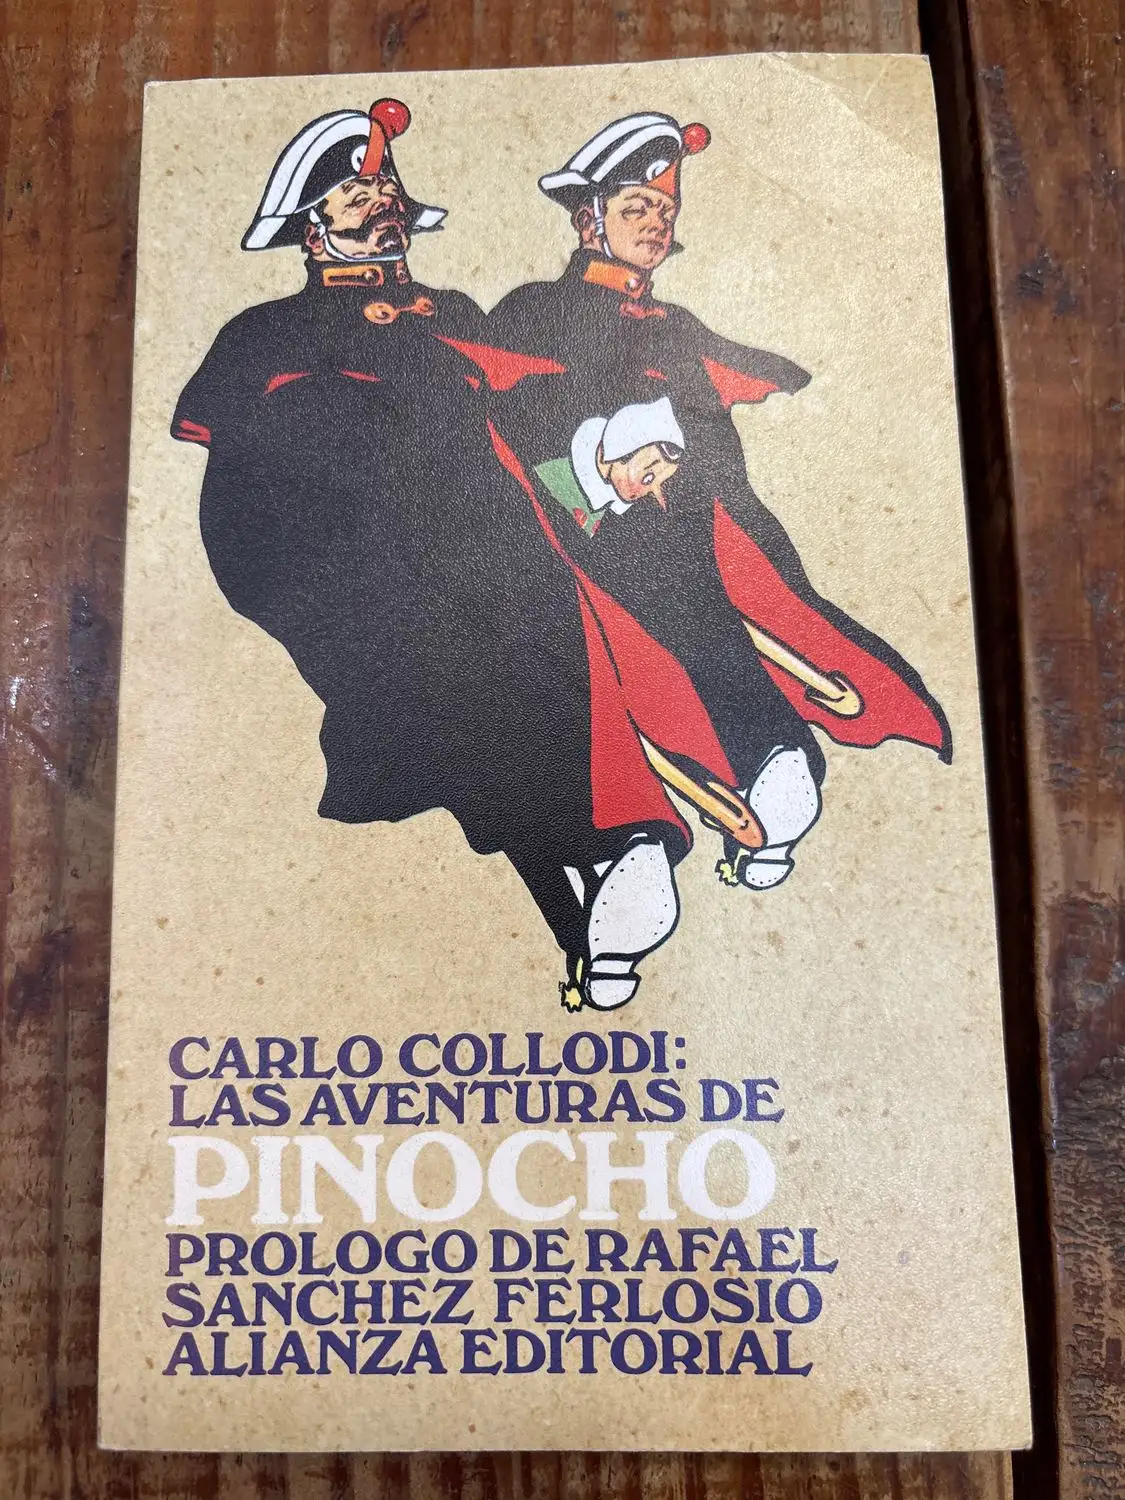 CARLO COLLODI:
LAS AVENTURAS DE
PINOCHO
PROLOGO DE RAFAEL
SANCHEZ FERLOSIO
ALIANZA EDITORIAL